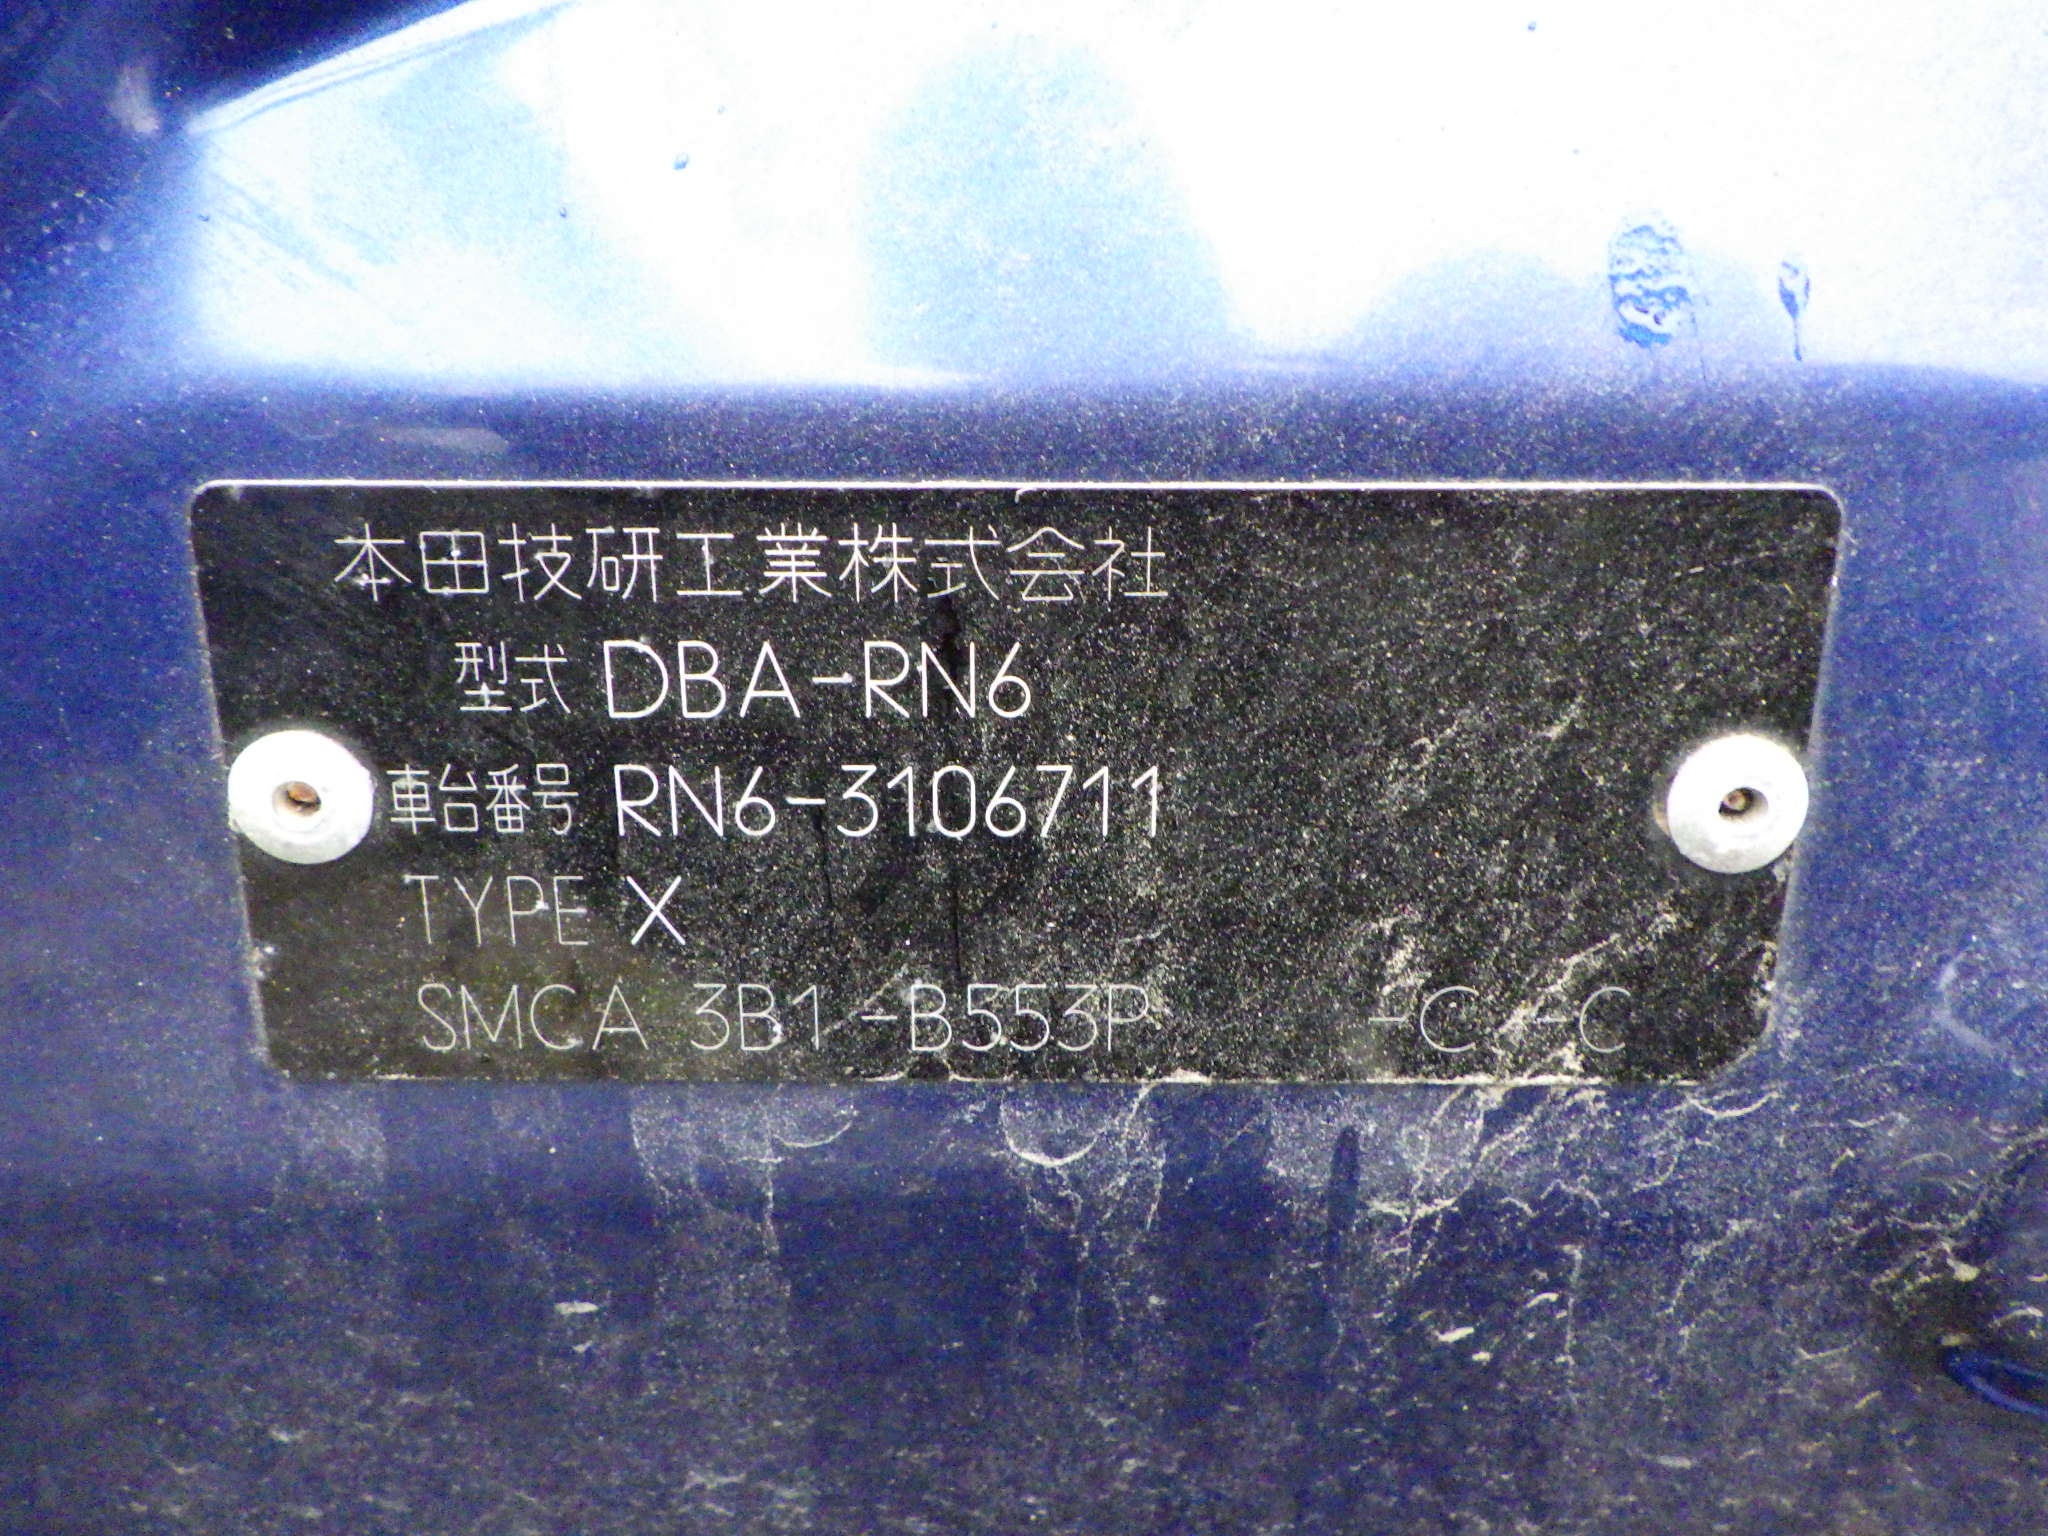 本田技研工業株式会社
型式 DBA-RN6
車台番号 RN6-3106711
TYPE X
SMCA 3B1 -B553P -C -C